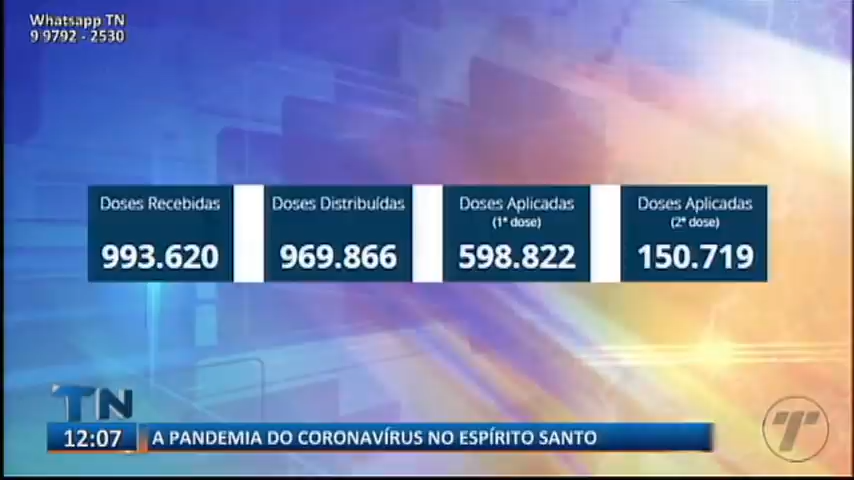 Whatsapp TN
9 9792 - 2530
Doses Recebidas
993.620
Doses Distribuídas
969.866
Doses Aplicadas
(1ª dose)
598.822
Doses Aplicadas
(2ª dose)
150.719
TN
12:07
A PANDEMIA DO CORONAVÍRUS NO ESPÍRITO SANTO
T